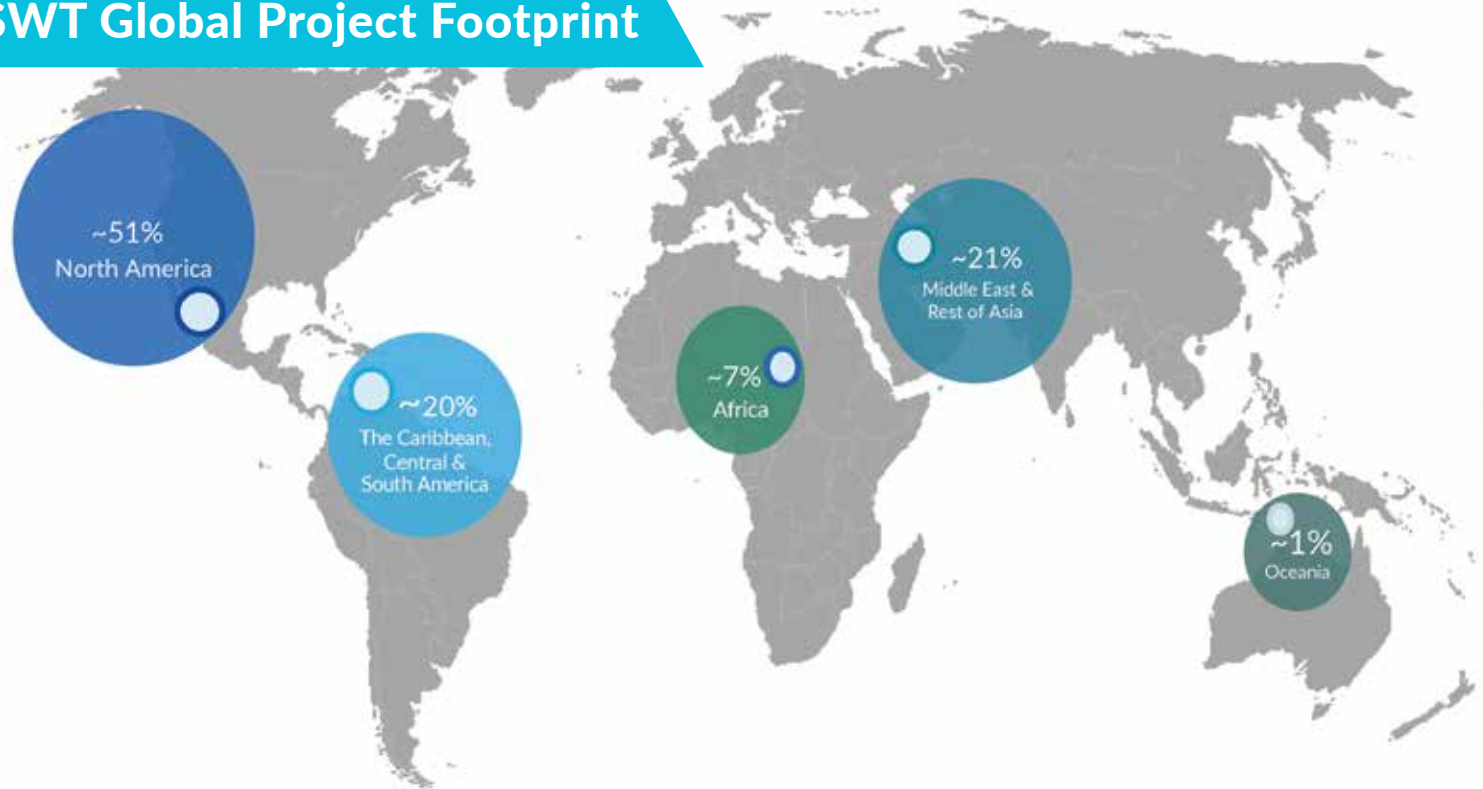 SWT Global Project Footprint
~51%
North America
~20%
The Caribbean,
Central &
South America
~7%
Africa
~21%
Middle East &
Rest of Asia
~1%
Oceania